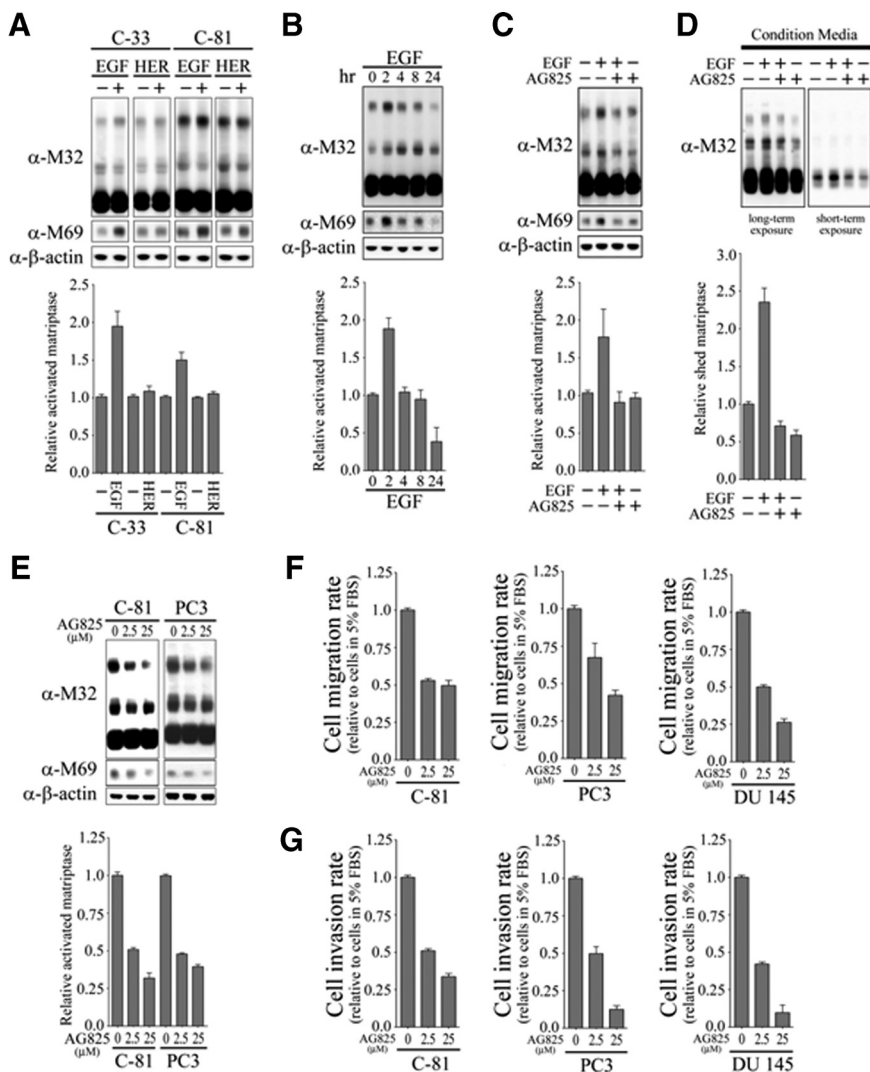 A
C-33 C-81
EGF HER EGF HER
− + − + − + − +
α-M32
α-M69
α-β-actin
Relative activated matriptase
2.5
2.0
1.5
1.0
0.5
0.0
− EGF − HER − EGF − HER
C-33 C-81
B
EGF
hr 0 2 4 8 24
α-M32
α-M69
α-β-actin
Relative activated matriptase
2.5
2.0
1.5
1.0
0.5
0.0
0 2 4 8 24
EGF
C
EGF − + + −
AG825 − − + +
α-M32
α-M69
α-β-actin
Relative activated matriptase
2.5
2.0
1.5
1.0
0.5
0.0
EGF − + + −
AG825 − − + +
D
Condition Media
EGF − + + − − + + −
AG825 − − + + − − + +
α-M32
long-term exposure
short-term exposure
Relative shed matriptase
3.0
2.5
2.0
1.5
1.0
0.5
0.0
EGF − + + −
AG825 − − + +
E
C-81 PC3
AG825 (μM) 0 2.5 25 0 2.5 25
α-M32
α-M69
α-β-actin
Relative activated matriptase
1.25
1.0
0.75
0.5
0.25
0.0
AG825 (μM) 0 2.5 25 0 2.5 25
C-81 PC3
F
Cell migration rate
(relative to cells in 5% FBS)
1.25
1.0
0.75
0.5
0.25
0.0
AG825 (μM) 0 2.5 25
C-81
Cell migration rate
(relative to cells in 5% FBS)
1.25
1.0
0.75
0.5
0.25
0.0
AG825 (μM) 0 2.5 25
PC3
Cell migration rate
(relative to cells in 5% FBS)
1.25
1.0
0.75
0.5
0.25
0.0
AG825 (μM) 0 2.5 25
DU 145
G
Cell invasion rate
(relative to cells in 5% FBS)
1.25
1.0
0.75
0.5
0.25
0.0
AG825 (μM) 0 2.5 25
C-81
Cell invasion rate
(relative to cells in 5% FBS)
1.25
1.0
0.75
0.5
0.25
0.0
AG825 (μM) 0 2.5 25
PC3
Cell invasion rate
(relative to cells in 5% FBS)
1.25
1.0
0.75
0.5
0.25
0.0
AG825 (μM) 0 2.5 25
DU 145